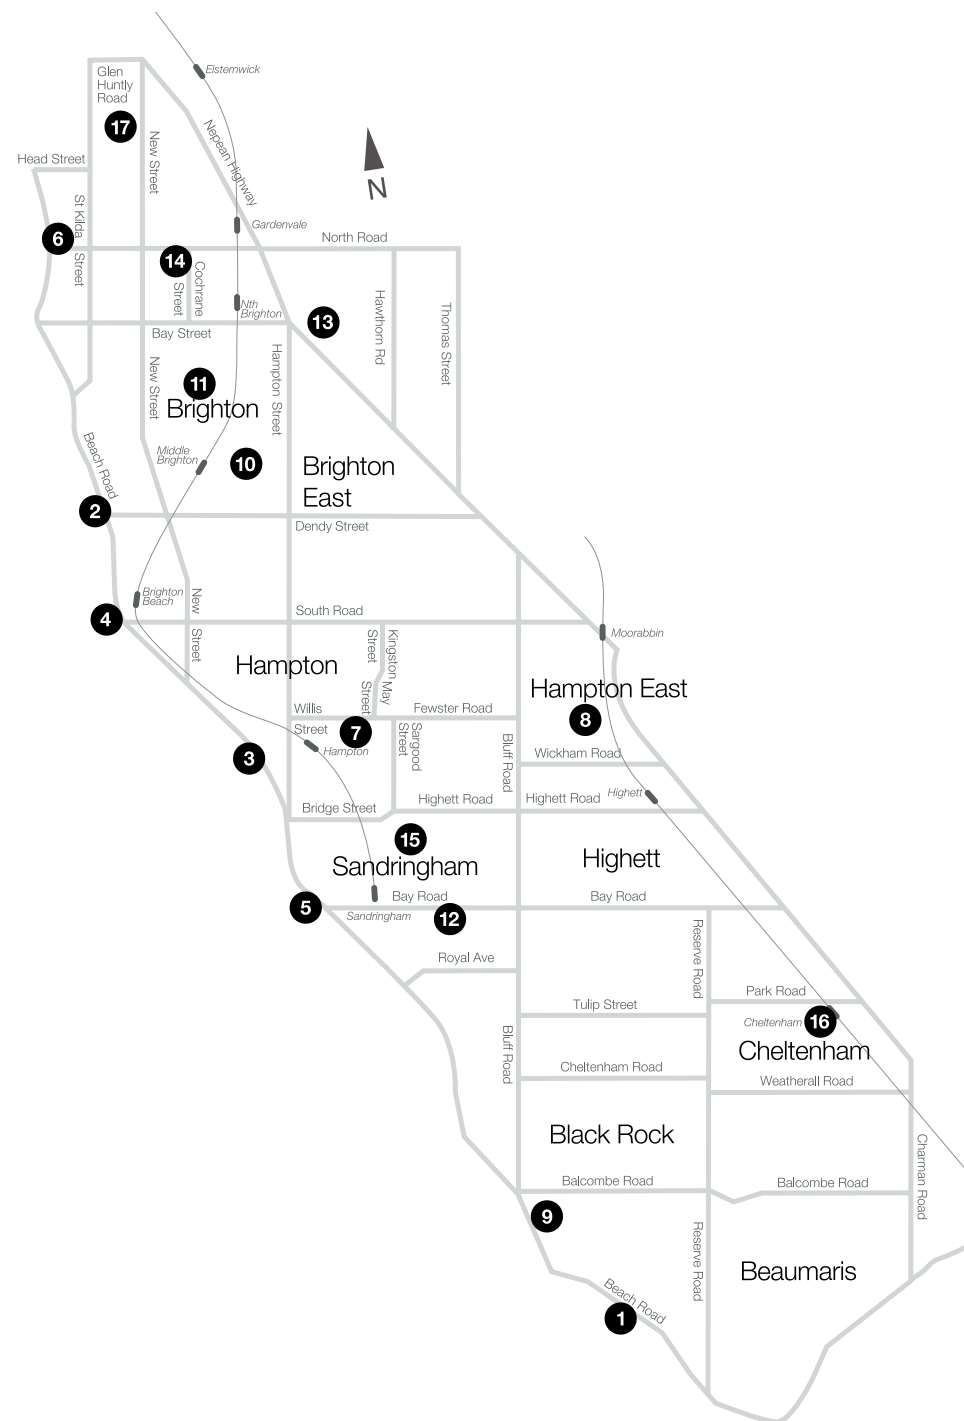 Elsternwick
Glen
Huntly
Road
17
New Street
Nepean Highway
N
Head Street
St Kilda
Street
6
Gardenvale
North Road
14
Cochrane
Street
Nth
Brighton
13
Hawthorn Rd
Thomas Street
Bay Street
New Street
Hampton Street
11
Brighton
Middle
Brighton
10
Brighton
East
Beach Road
2
Dendy Street
Brighton
Beach
New
Street
4
South Road
Moorabbin
Kingston
Street
May
Street
Hampton
Hampton East
8
Willis
Street
Fewster Road
7
Hampton
Sargood
Street
Bluff Road
Wickham Road
3
Highett
Highett Road
Highett Road
Bridge Street
15
Sandringham
Highett
Bay Road
Bay Road
5
Sandringham
12
Royal Ave
Reserve Road
Park Road
Tulip Street
Cheltenham
16
Cheltenham
Bluff Road
Cheltenham Road
Weatherall Road
Black Rock
Charman Road
Balcombe Road
Balcombe Road
9
Reserve Road
Beaumaris
Beach Road
1